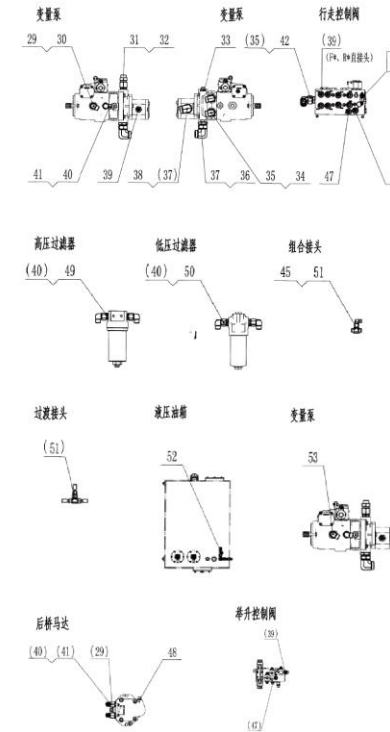 变量泵 变量泵 行走控制阀
29 30 31 32 33 (35) 42 (39)
(F*, R*直接头)
41 40 39 38 (37) 37 36 35 34 47
高压过滤器 低压过滤器 组合接头
(40) 49 (40) 50 45 51
过渡接头 液压油箱 变量泵
(51) 52 53
后桥马达 举升控制阀
(40) (41) (29) 48 (39)
(47)